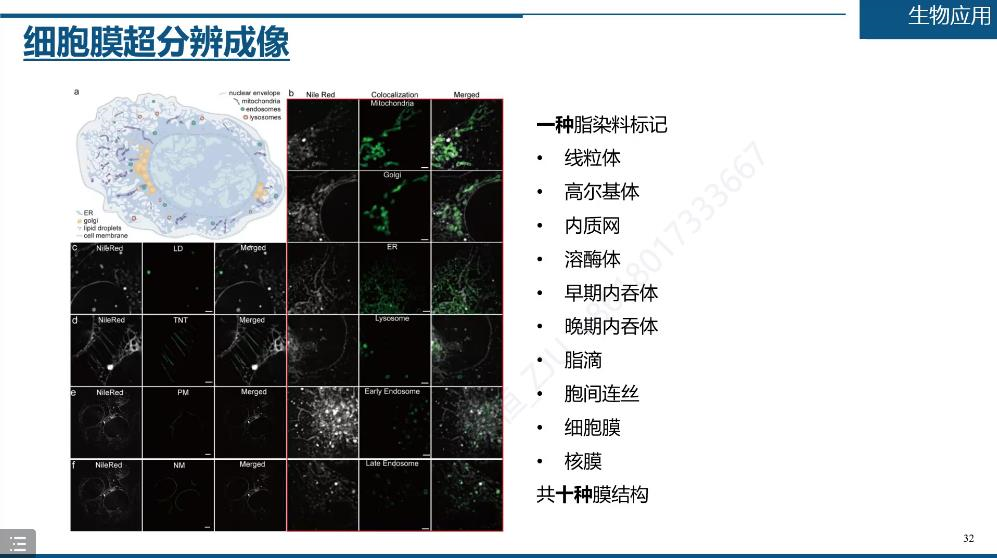 生物应用
细胞膜超分辨成像
a
nuclear envelope
mitochondria
endosomes
lysosomes
ER
golgi
lipid droplets
cell membrane
b
Nile Red
Colocalization
Merged
Mitochondria
Golgi
ER
Lysosome
Early Endosome
Late Endosome
c
NileRed
LD
Merged
d
NileRed
TNT
Merged
e
NileRed
PM
Merged
f
NileRed
NM
Merged
一种脂染料标记
• 线粒体
• 高尔基体
• 内质网
• 溶酶体
• 早期内吞体
• 晚期内吞体
• 脂滴
• 胞间连丝
• 细胞膜
• 核膜
共十种膜结构
32